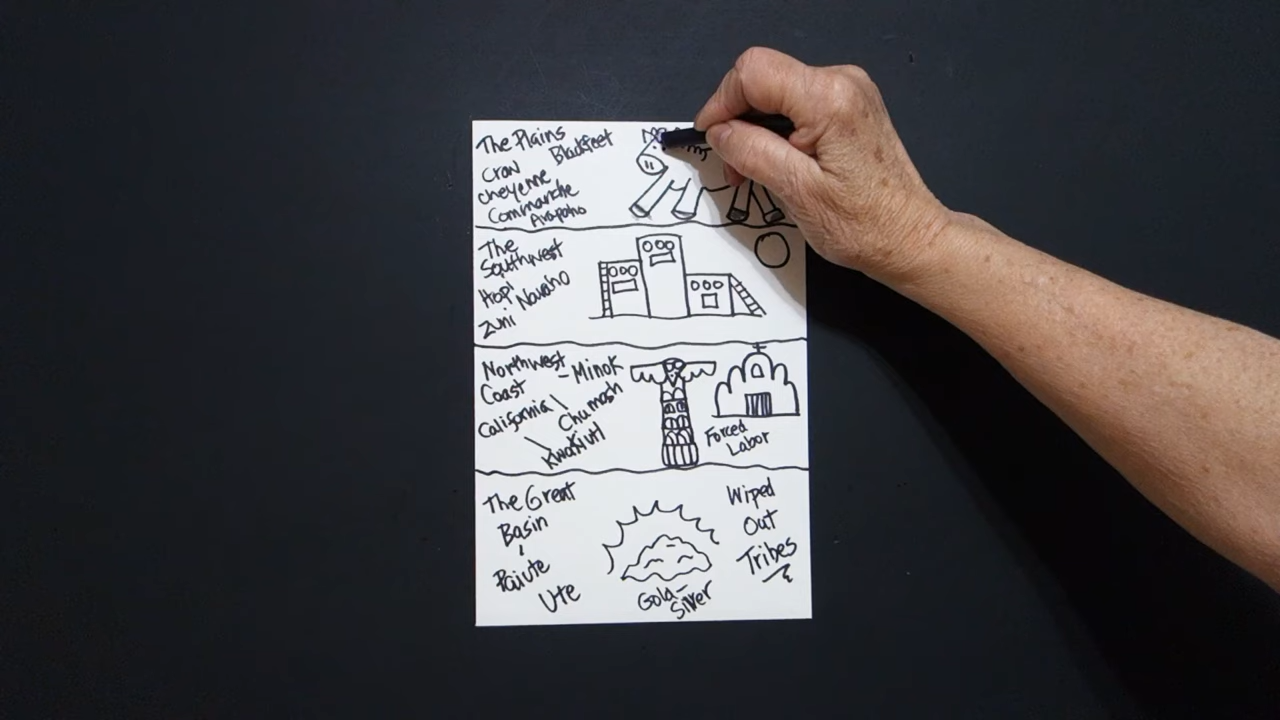 The Plains
Blackfeet
Crow
Cheyenne
Commanche
Arapaho
The
Southwest
Hopi Navaho
Zuni
Northwest
Coast
- Minok
California
Chumash
Kwakiutl
Forced
Labor
The Great
Basin
Paiute
Ute
Gold-
Silver
Wiped
Out
Tribes